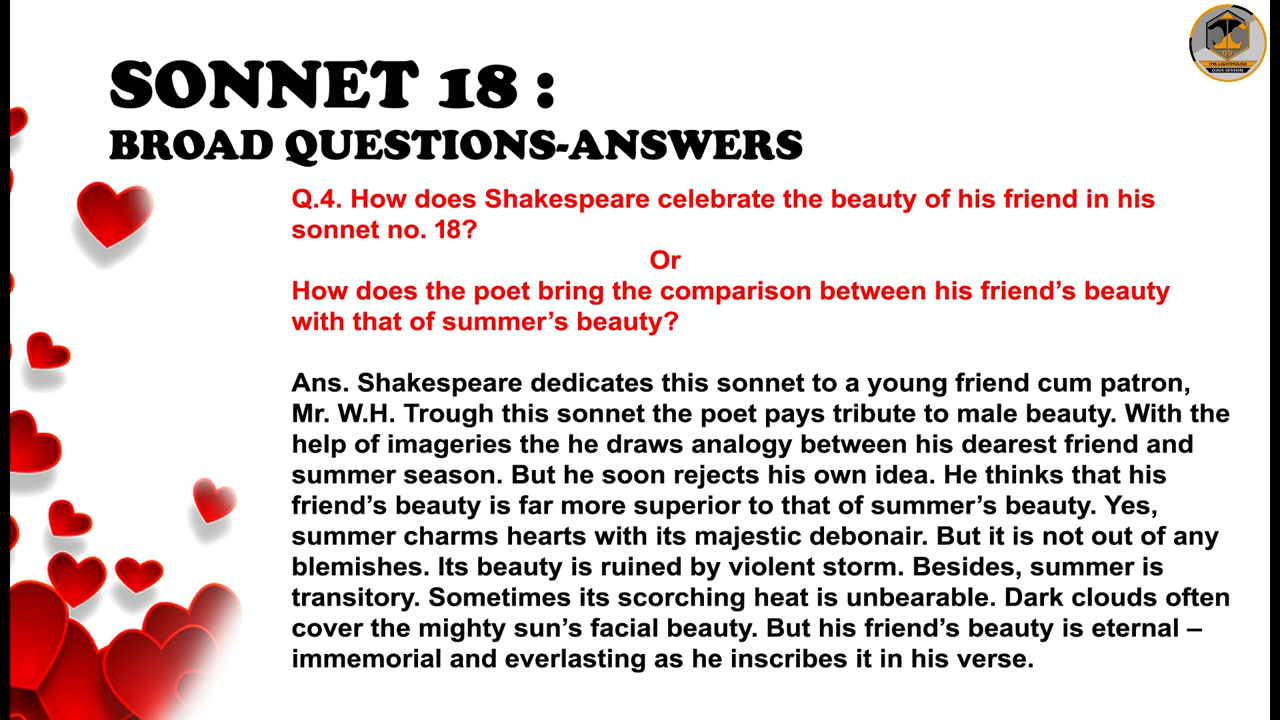 THE LIGHTHOUSE
QUICK SESSION
SONNET 18 :
BROAD QUESTIONS-ANSWERS
Q.4. How does Shakespeare celebrate the beauty of his friend in his
sonnet no. 18?
Or
How does the poet bring the comparison between his friend’s beauty
with that of summer’s beauty?
Ans. Shakespeare dedicates this sonnet to a young friend cum patron,
Mr. W.H. Trough this sonnet the poet pays tribute to male beauty. With the
help of imageries the he draws analogy between his dearest friend and
summer season. But he soon rejects his own idea. He thinks that his
friend’s beauty is far more superior to that of summer’s beauty. Yes,
summer charms hearts with its majestic debonair. But it is not out of any
blemishes. Its beauty is ruined by violent storm. Besides, summer is
transitory. Sometimes its scorching heat is unbearable. Dark clouds often
cover the mighty sun’s facial beauty. But his friend’s beauty is eternal –
immemorial and everlasting as he inscribes it in his verse.